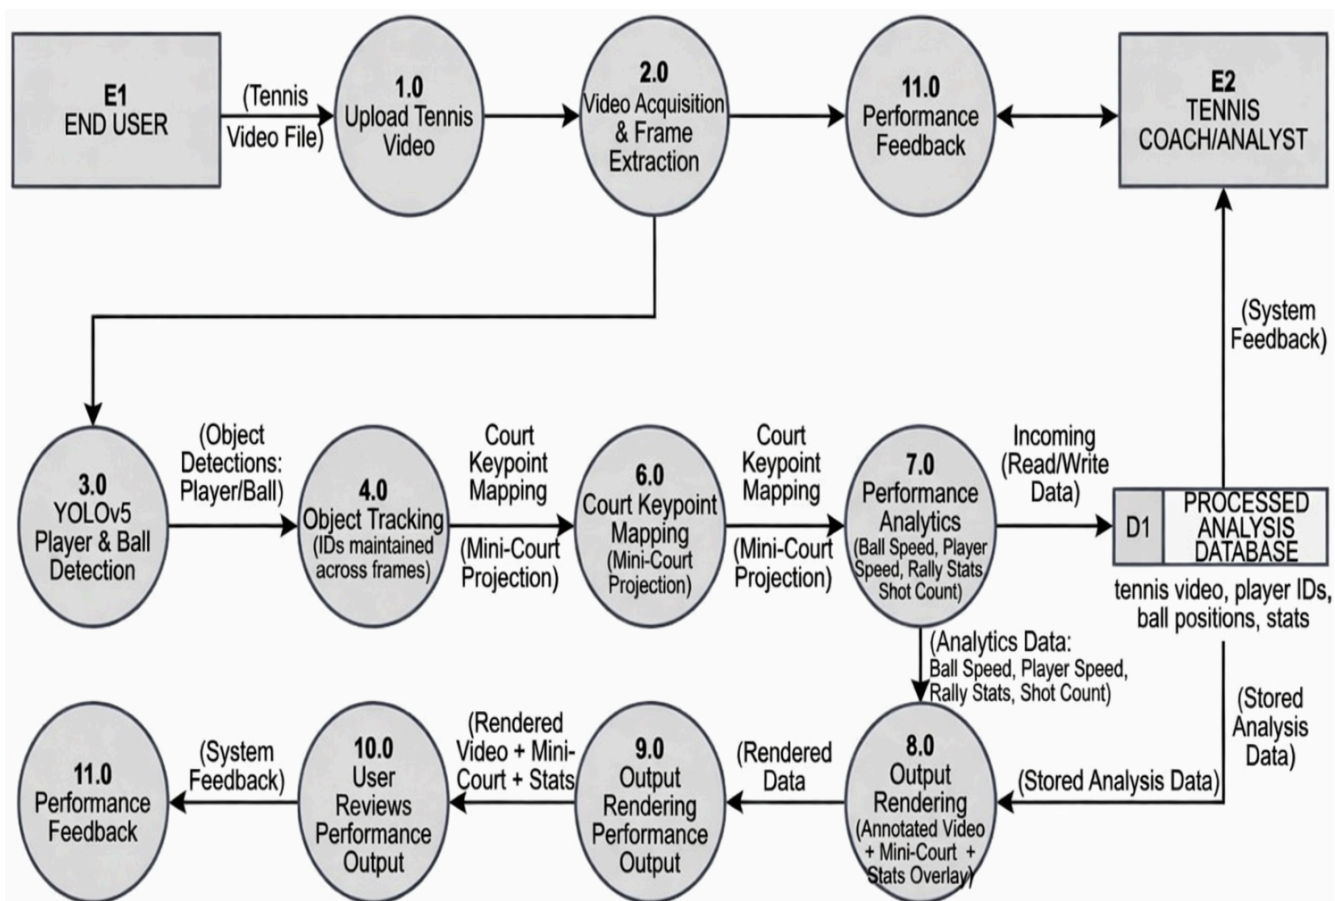 E1
END USER
(Tennis
Video File)
1.0
Upload Tennis
Video
2.0
Video Acquisition
& Frame
Extraction
11.0
Performance
Feedback
E2
TENNIS
COACH/ANALYST
(System
Feedback)
3.0
YOLOv5
Player & Ball
Detection
(Object
Detections:
Player/Ball)
4.0
Object Tracking
(IDs maintained
across frames)
Court
Keypoint
Mapping
(Mini-Court
Projection)
6.0
Court Keypoint
Mapping
(Mini-Court
Projection)
Court
Keypoint
Mapping
(Mini-Court
Projection)
7.0
Performance
Analytics
(Ball Speed, Player
Speed, Rally Stats,
Shot Count)
Incoming
(Read/Write
Data)
D1
PROCESSED
ANALYSIS
DATABASE
tennis video, player IDs,
ball positions, stats
(Analytics Data:
Ball Speed, Player Speed,
Rally Stats, Shot Count)
(Stored
Analysis
Data)
11.0
Performance
Feedback
(System
Feedback)
10.0
User
Reviews
Performance
Output
(Rendered
Video + Mini-
Court + Stats)
9.0
Output
Rendering
Performance
Output
(Rendered
Data)
8.0
Output
Rendering
(Annotated Video
+ Mini-Court +
Stats Overlay)
(Stored Analysis Data)